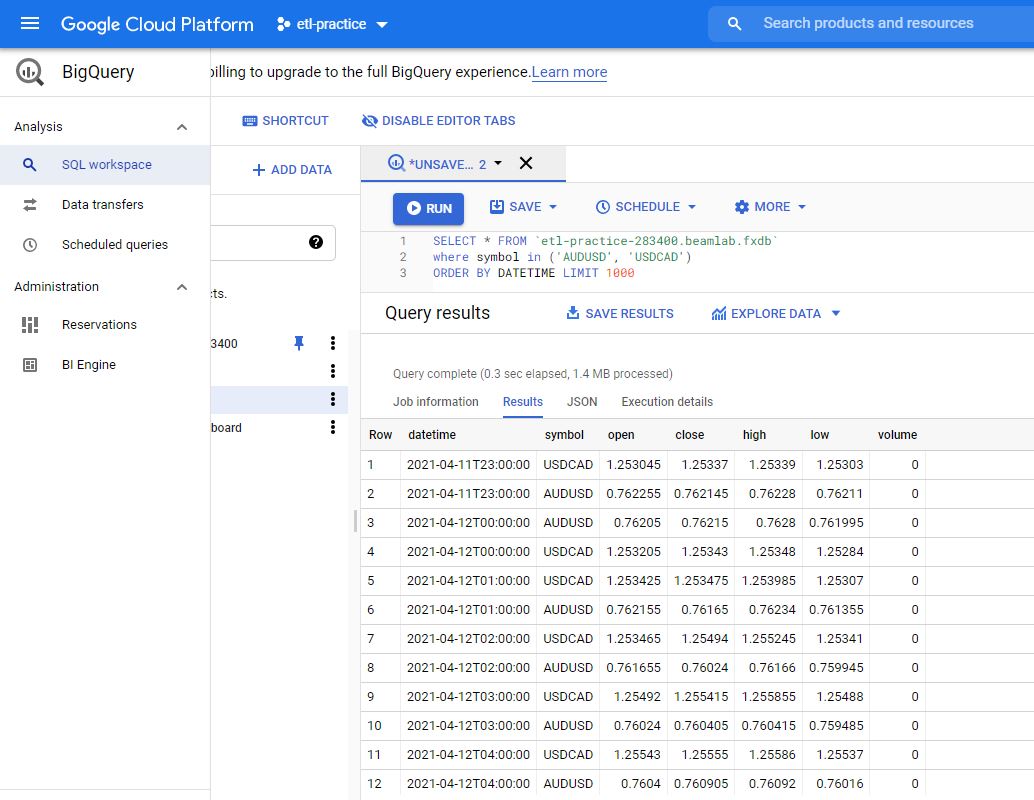 Google Cloud Platform etl-practice Search products and resources
BigQuery
billing to upgrade to the full BigQuery experience. Learn more
Analysis
SQL workspace
Data transfers
Scheduled queries
Administration
Reservations
BI Engine
SHORTCUT DISABLE EDITOR TABS
ADD DATA
*UNSAVE... 2
cts.
3400
board
RUN SAVE SCHEDULE MORE
1 SELECT * FROM `etl-practice-283400.beamlab.fxdb`
2 where symbol in ('AUDUSD', 'USDCAD')
3 ORDER BY DATETIME LIMIT 1000
Query results SAVE RESULTS EXPLORE DATA
Query complete (0.3 sec elapsed, 1.4 MB processed)
Job information Results JSON Execution details
Row datetime symbol open close high low volume
1 2021-04-11T23:00:00 USDCAD 1.253045 1.25337 1.25339 1.25303 0
2 2021-04-11T23:00:00 AUDUSD 0.762255 0.762145 0.76228 0.76211 0
3 2021-04-12T00:00:00 AUDUSD 0.76205 0.76215 0.7628 0.761995 0
4 2021-04-12T00:00:00 USDCAD 1.253205 1.25343 1.25348 1.25284 0
5 2021-04-12T01:00:00 USDCAD 1.253425 1.253475 1.253985 1.25307 0
6 2021-04-12T01:00:00 AUDUSD 0.762155 0.76165 0.76234 0.761355 0
7 2021-04-12T02:00:00 USDCAD 1.253465 1.25494 1.255245 1.25341 0
8 2021-04-12T02:00:00 AUDUSD 0.761655 0.76024 0.76166 0.759945 0
9 2021-04-12T03:00:00 USDCAD 1.25492 1.255415 1.255855 1.25488 0
10 2021-04-12T03:00:00 AUDUSD 0.76024 0.760405 0.760415 0.759485 0
11 2021-04-12T04:00:00 USDCAD 1.25543 1.25555 1.25586 1.25537 0
12 2021-04-12T04:00:00 AUDUSD 0.7604 0.760905 0.76092 0.76016 0